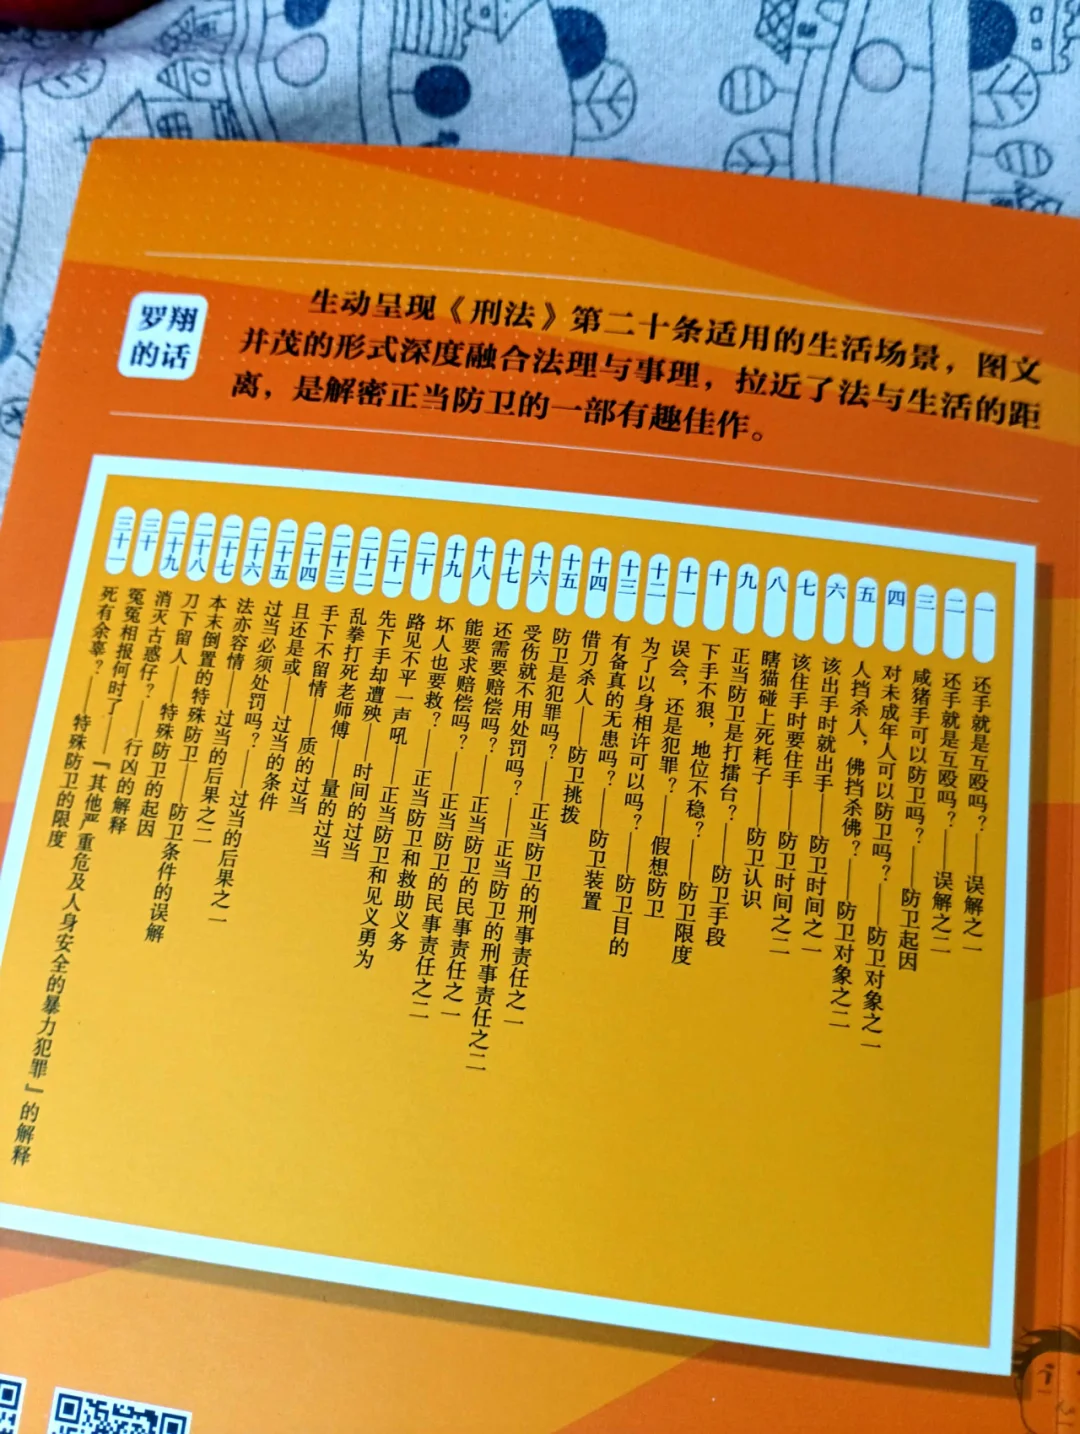 罗翔
的话
生动呈现《刑法》第二十条适用的生活场景，图文
并茂的形式深度融合法理与事理，拉近了法与生活的距
离，是解密正当防卫的一部有趣佳作。
一 还手就是互殴吗？——误解之一
二 还手就是互殴吗？——误解之二
三 咸猪手可以防卫吗？——防卫起因
四 对未成年人可以防卫吗？——防卫对象之一
五 人挡杀人，佛挡杀佛？——防卫对象之二
六 该出手时就出手——防卫时间之一
七 该住手时要住手——防卫时间之二
八 瞎猫碰上死耗子——防卫认识
九 正当防卫是打擂台？——防卫手段
十 下手不狠，地位不稳？——防卫限度
十一 误会，还是犯罪？——假想防卫
十二 为了以身相许可以吗？——防卫目的
十三 有备真的无患吗？——防卫装置
十四 借刀杀人——防卫挑拨
十五 防卫是犯罪吗？——正当防卫的刑事责任之一
十六 受伤就不用处罚吗？——正当防卫的刑事责任之二
十七 还需要赔偿吗？——正当防卫的民事责任之一
十八 能要求赔偿吗？——正当防卫的民事责任之二
十九 坏人也要救？——正当防卫和救助义务
二十 路见不平一声吼——正当防卫和见义勇为
二十一 先下手却遭殃——时间的过当
二十二 乱拳打死老师傅——量的过当
二十三 手下不留情——质的过当
二十四 且还是或——过当的条件
二十五 过当必须处罚吗？——过当的后果之一
二十六 法亦容情——过当的后果之二
二十七 本末倒置的特殊防卫——防卫条件的误解
二十八 刀下留人——特殊防卫的起因
二十九 消灭古惑仔？——行凶的解释
三十 冤冤相报何时了——『其他严重危及人身安全的暴力犯罪』的解释
三十一 死有余辜？——特殊防卫的限度